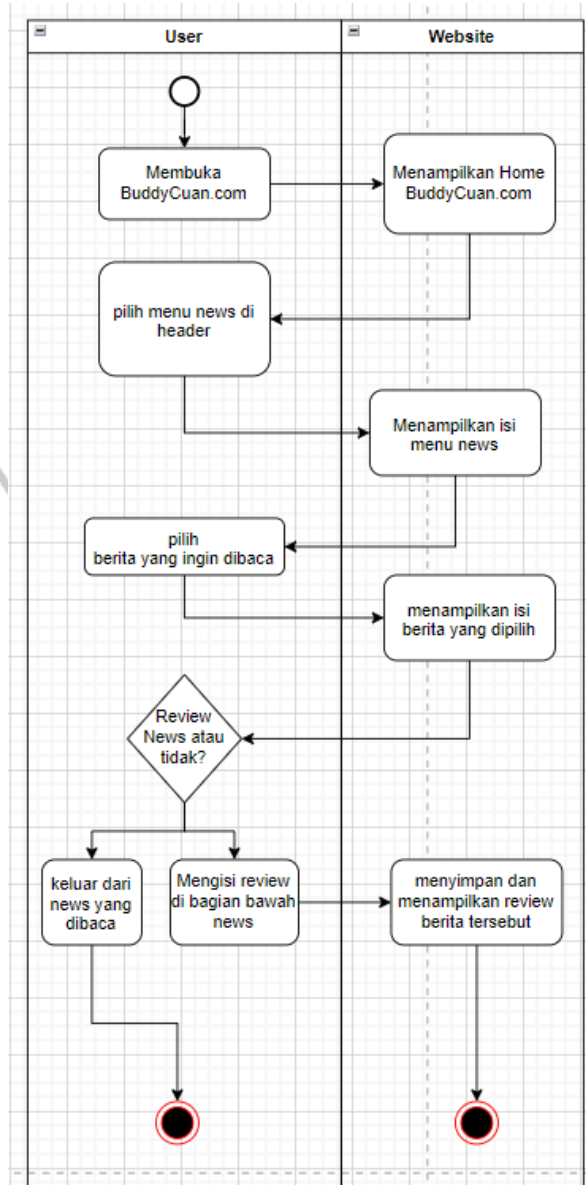 User
Website
Membuka
BuddyCuan.com
Menampilkan Home
BuddyCuan.com
pilih menu news di
header
Menampilkan isi
menu news
pilih
berita yang ingin dibaca
menampilkan isi
berita yang dipilih
Review
News atau
tidak?
keluar dari
news yang
dibaca
Mengisi review
di bagian bawah
news
menyimpan dan
menampilkan review
berita tersebut